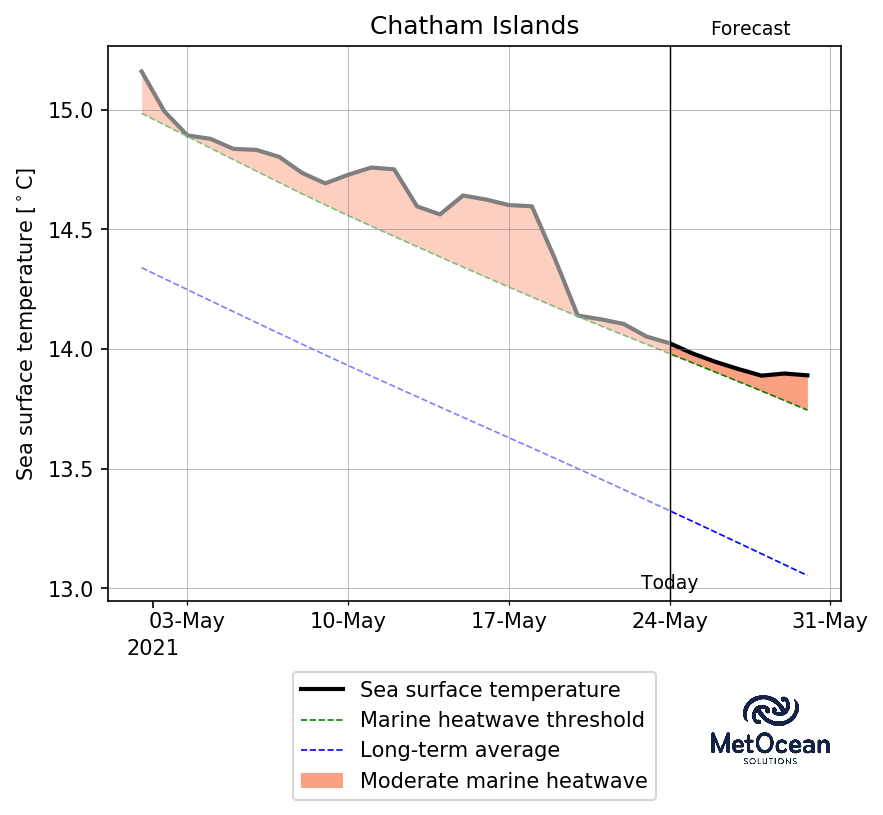 Chatham Islands
Forecast
Sea surface temperature [°C]
15.0
14.5
14.0
13.5
13.0
Today
03-May 10-May 17-May 24-May 31-May
2021
Sea surface temperature
Marine heatwave threshold
Long-term average
Moderate marine heatwave
MetOcean
SOLUTIONS